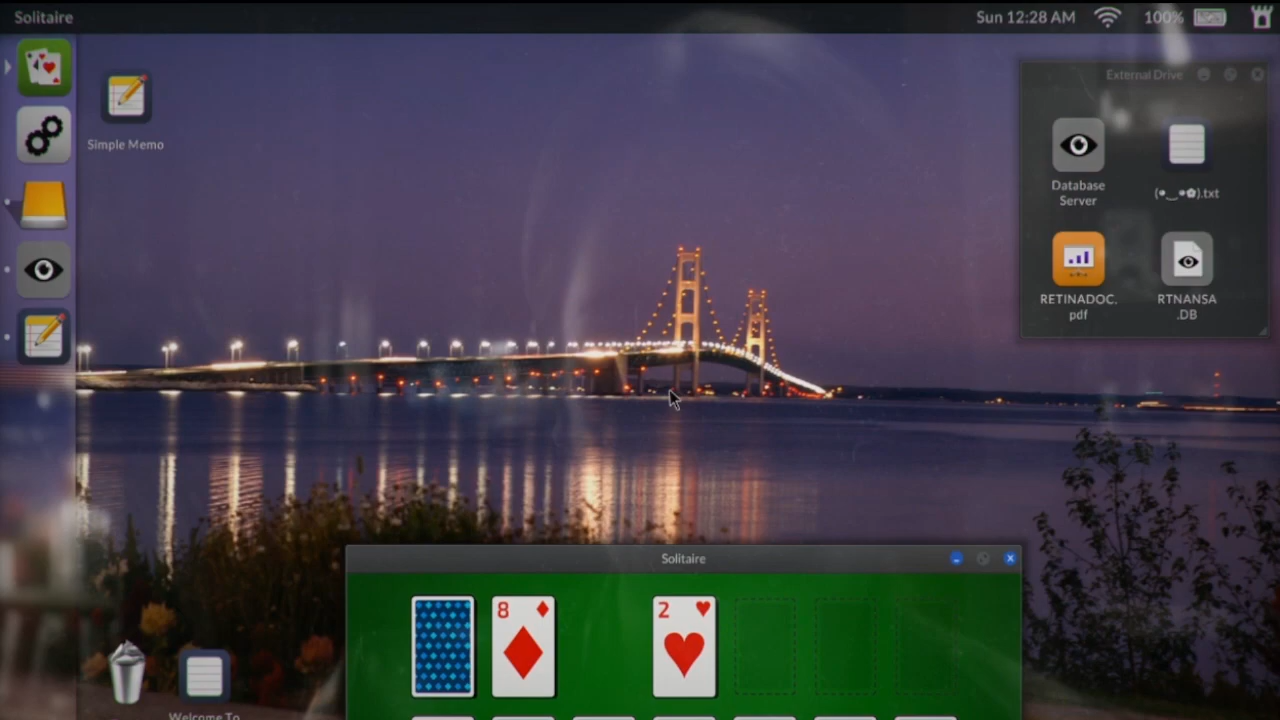 Solitaire
Sun 12:28 AM
100%
Simple Memo
External Drive
Database
Server
(•‿•✿).txt
RETINADOC.
pdf
RTNANSA
.DB
Solitaire
8
2
Welcome To